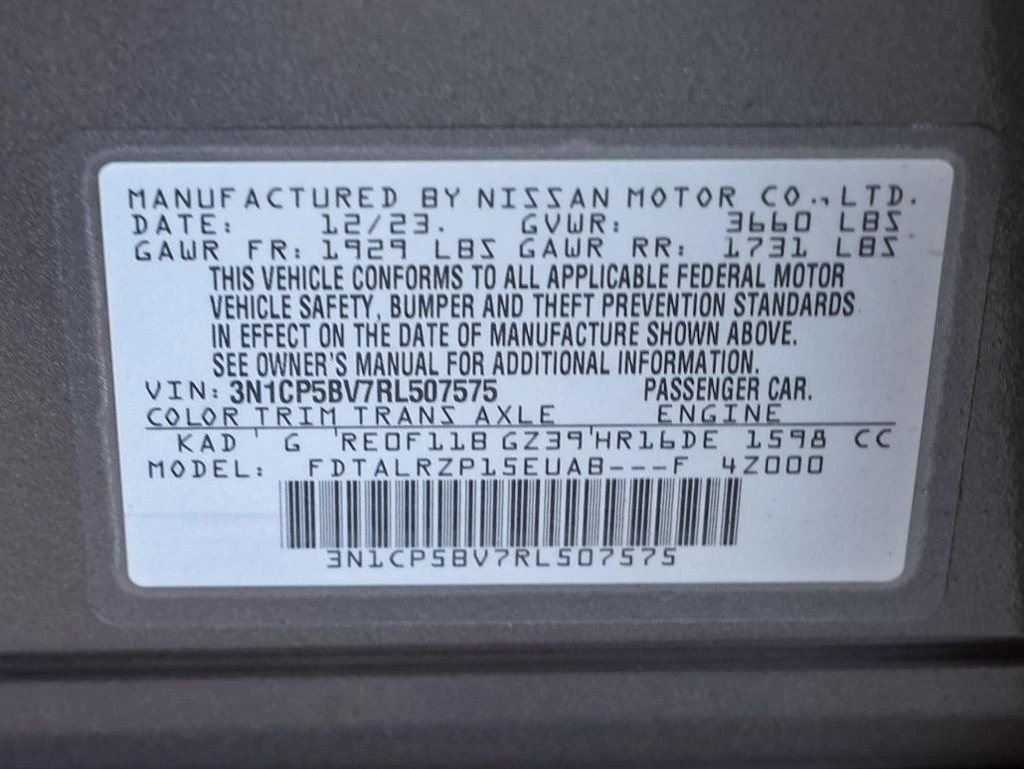 MANUFACTURED BY NISSAN MOTOR CO., LTD.
DATE: 12/23. GVWR: 3660 LBS
GAWR FR: 1929 LBS GAWR RR: 1731 LBS
THIS VEHICLE CONFORMS TO ALL APPLICABLE FEDERAL MOTOR
VEHICLE SAFETY, BUMPER AND THEFT PREVENTION STANDARDS
IN EFFECT ON THE DATE OF MANUFACTURE SHOWN ABOVE.
SEE OWNER'S MANUAL FOR ADDITIONAL INFORMATION.
VIN: 3N1CP5BV7RL507575 PASSENGER CAR.
COLOR TRIM TRANS AXLE ENGINE
KAD ' G 'RE0F11B GZ39'HR16DE 1598 CC
MODEL: FDTALRZP15EUAB---F 4Z000
3N1CP5BV7RL507575